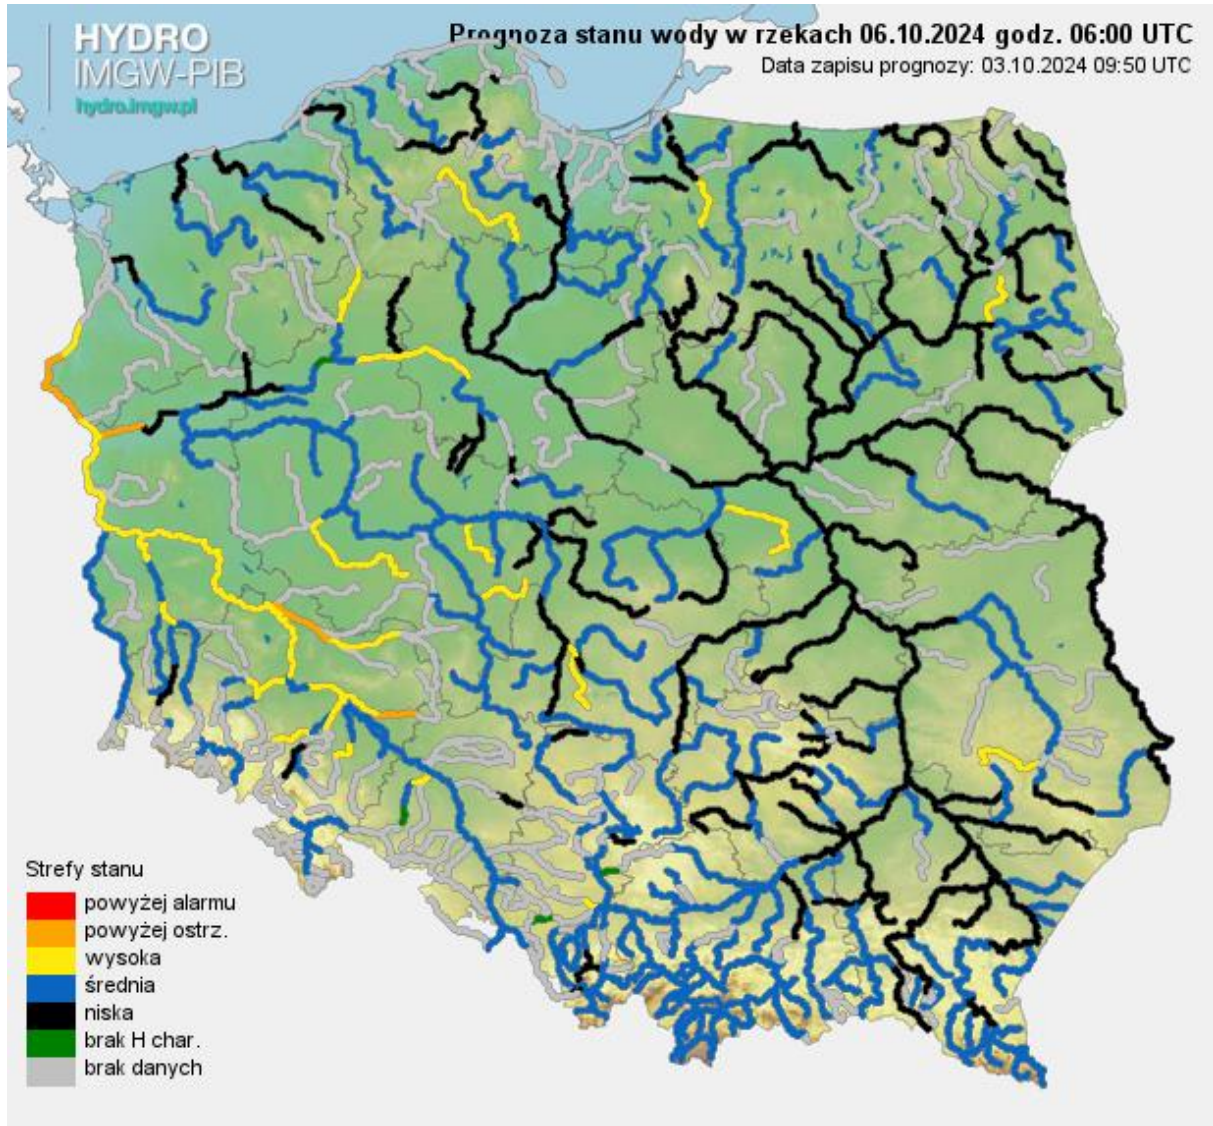 HYDRO
IMGW-PIB
hydro.imgw.pl
Prognoza stanu wody w rzekach 06.10.2024 godz. 06:00 UTC
Data zapisu prognozy: 03.10.2024 09:50 UTC
Strefy stanu
powyżej alarmu
powyżej ostrz.
wysoka
średnia
niska
brak H char.
brak danych